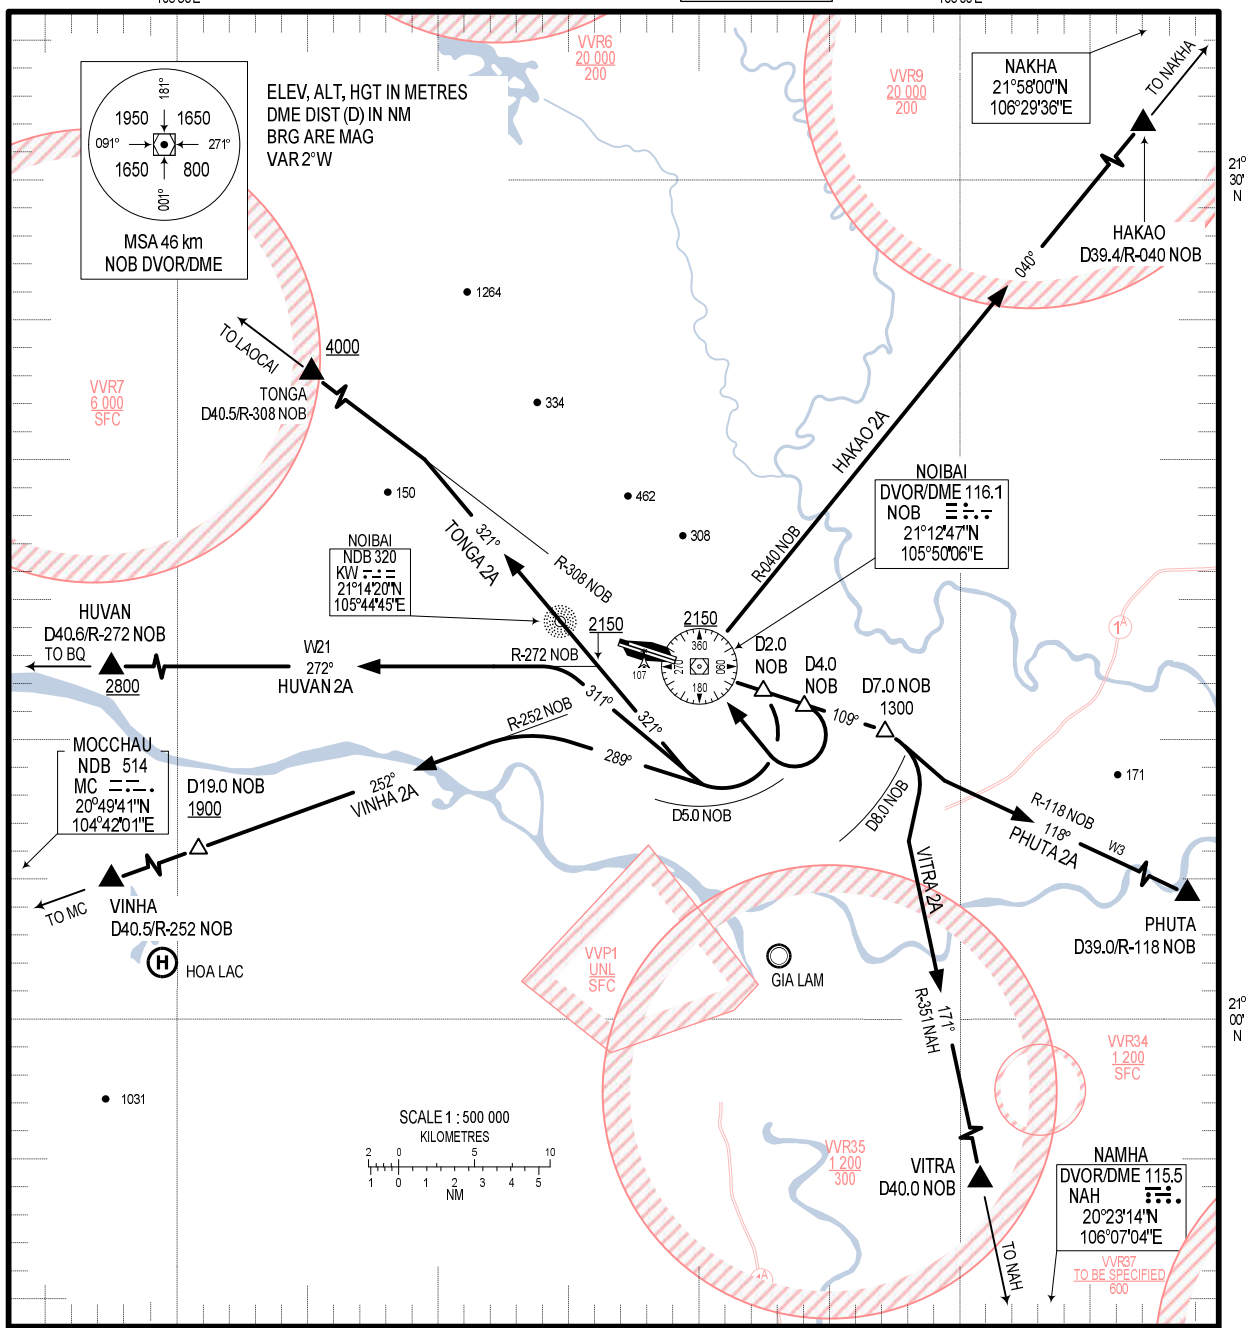 VVR6
20 000
200
VVR9
20 000
200
NAKHA
21°58'00"N
106°29'36"E
TO NAKHA
181°
1950
1650
091°
271°
1650
800
001°
MSA 46 km
NOB DVOR/DME
ELEV, ALT, HGT IN METRES
DME DIST (D) IN NM
BRG ARE MAG
VAR 2°W
21°
30'
N
HAKAO
D39.4/R-040 NOB
040°
1264
TO LAOCAI
4000
TONGA
D40.5/R-308 NOB
VVR7
6 000
SFC
334
HAKAO 2A
150
462
308
NOIBAI
DVOR/DME 116.1
NOB
21°12'47"N
105°50'06"E
321°
TONGA 2A
R-308 NOB
R-040 NOB
NOIBAI
NDB 320
KW
21°14'20"N
105°44'45"E
HUVAN
D40.6/R-272 NOB
TO BQ
2800
W21
272°
HUVAN 2A
R-272 NOB
2150
2150
360
060
180
270
107
D2.0
NOB
D4.0
NOB
109°
D7.0 NOB
1300
1A
311°
321°
R-252 NOB
289°
252°
VINHA 2A
MOCCHAU
NDB 514
MC
20°49'41"N
104°42'01"E
D19.0 NOB
1900
D5.0 NOB
D8.0 NOB
171
R-118 NOB
118°
PHUTA 2A
W3
VITRA 2A
TO MC
VINHA
D40.5/R-252 NOB
H
HOA LAC
PHUTA
D39.0/R-118 NOB
VVP1
UNL
SFC
GIA LAM
171°
R-351 NAH
21°
00'
N
VVR34
1 200
SFC
1031
SCALE 1 : 500 000
KILOMETRES
2 0 5 10
1 0 1 2 3 4 5
NM
VVR35
1 200
300
VITRA
D40.0 NOB
NAMHA
DVOR/DME 115.5
NAH
20°23'14"N
106°07'04"E
TO NAH
VVR37
TO BE SPECIFIED
600